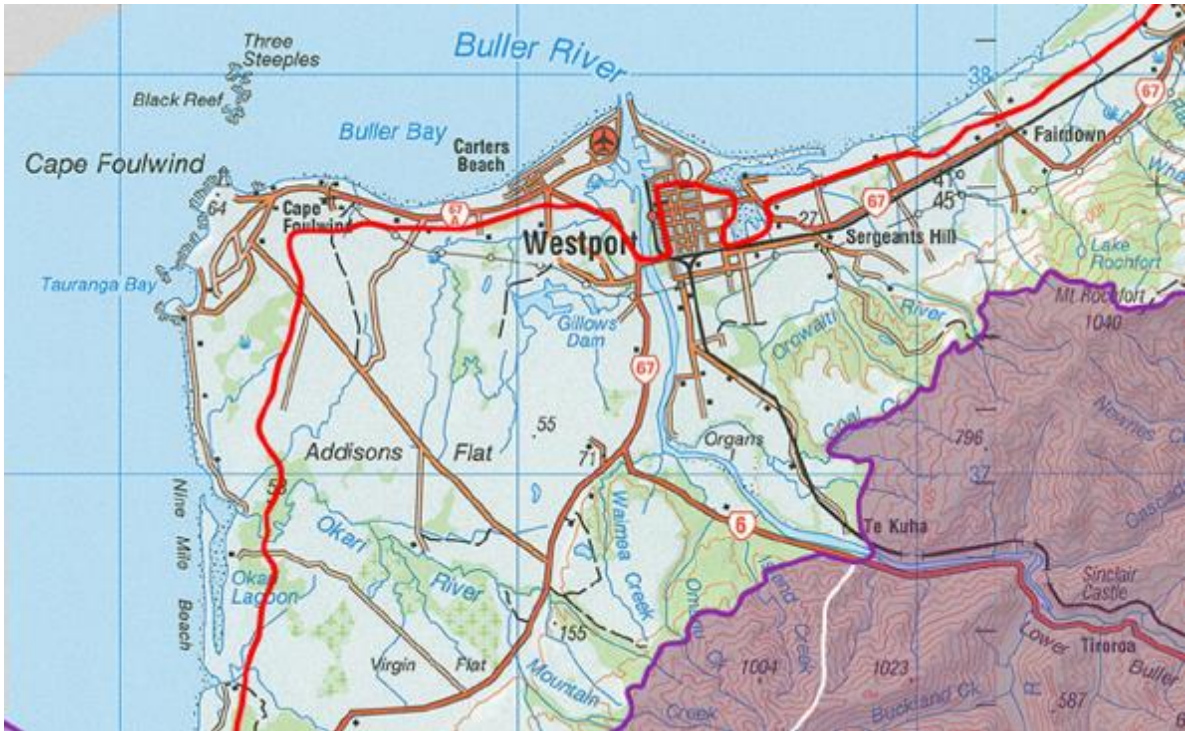 Three
Steeples
Black Reef
Buller River
Buller Bay
Carters
Beach
38
67
Fairdown
Cape Foulwind
64
Cape
Foulwind
67
A
Westport
27
67
41
45
Sergeants Hill
Lake
Rochfort
Tauranga Bay
Mt Rochfort
1040
Gillows
Dam
Orowaiti
River
67
55
Addisons Flat
71
Organs
I
796
37
Nine Mile Beach
Okari
River
Lagoon
Waimea
Creek
6
Te Kuha
Island
Creek
Sinclair
Castle
155
Virgin Flat
Mountain
Creek
1004
1023
Buckland Ck
Lower
Buller
Tiroroa
R
587